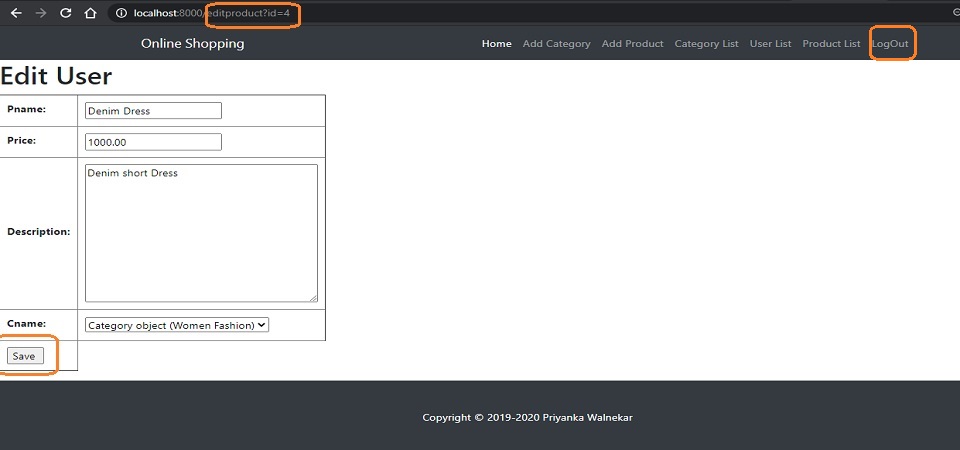 localhost:8000/editproduct?id=4
Online Shopping Home Add Category Add Product Category List User List Product List LogOut
Edit User
Pname: Denim Dress
Price: 1000.00
Denim short Dress
Description:
Cname: Category object (Women Fashion)
Save
Copyright © 2019-2020 Priyanka Walnekar